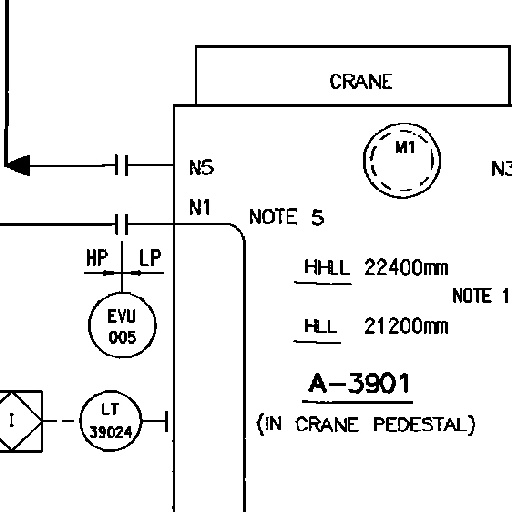 CRANE
M1
N5
N3
N1
NOTE 5
HP LP
HHLL 22400mm
NOTE 1
EVU
005
HLL 21200mm
A-3901
I
LT
39024
(IN CRANE PEDESTAL)